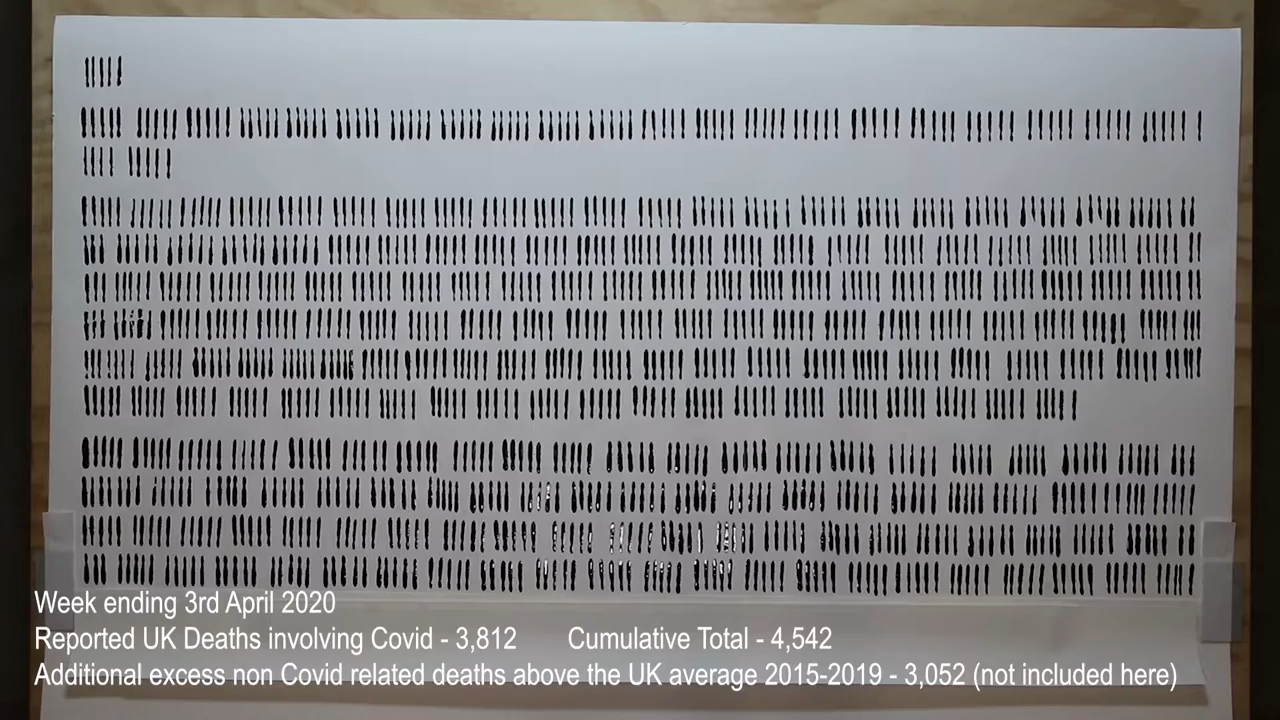 Week ending 3rd April 2020
Reported UK Deaths involving Covid - 3,812 Cumulative Total - 4,542
Additional excess non Covid related deaths above the UK average 2015-2019 - 3,052 (not included here)